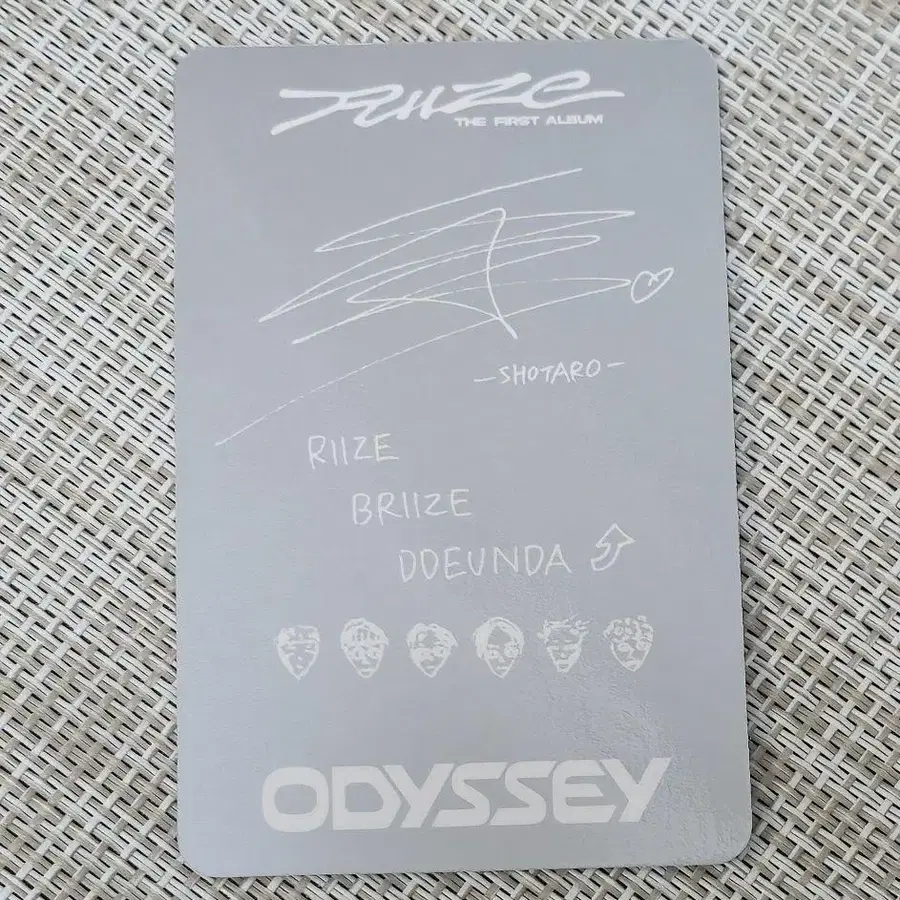 RIIZE
THE FIRST ALBUM
-SHOTARO-
RIIZE
BRIIZE
DDEUNDA
ODYSSEY